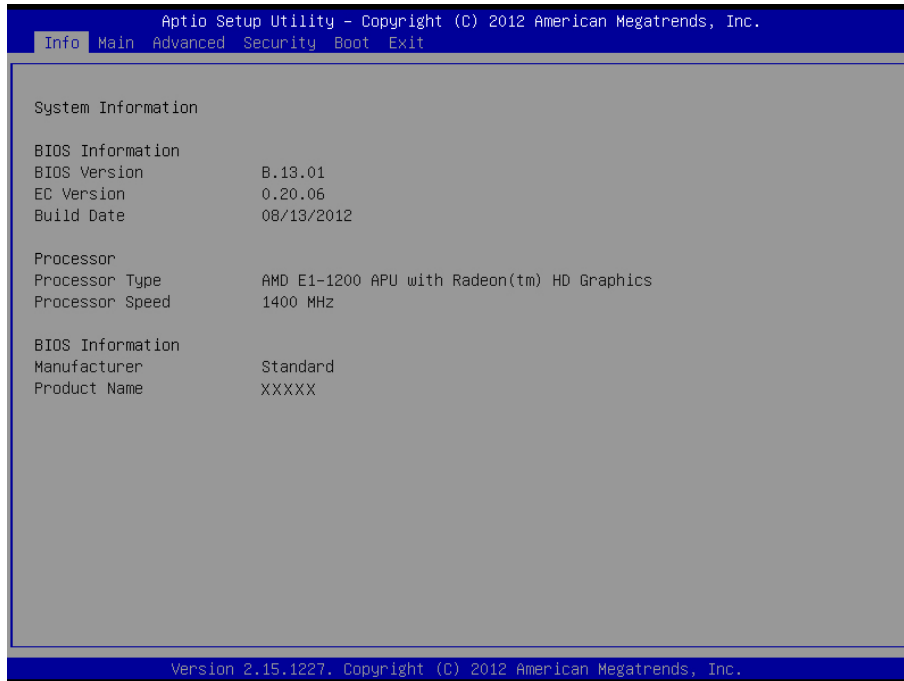 Aptio Setup Utility – Copyright (C) 2012 American Megatrends, Inc.
Info Main Advanced Security Boot Exit
System Information
BIOS Information
BIOS Version B.13.01
EC Version 0.20.06
Build Date 08/13/2012
Processor
Processor Type AMD E1-1200 APU with Radeon(tm) HD Graphics
Processor Speed 1400 MHz
BIOS Information
Manufacturer Standard
Product Name XXXXX
Version 2.15.1227. Copyright (C) 2012 American Megatrends, Inc.